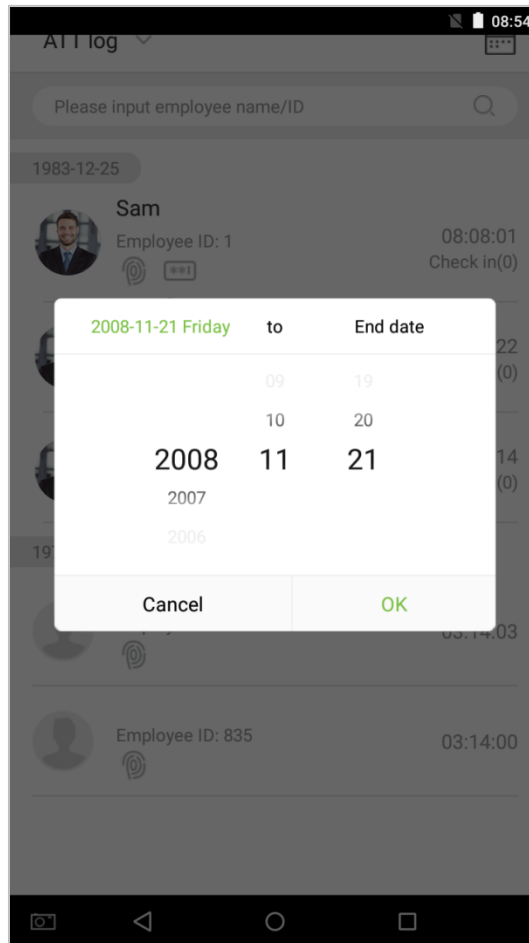 08:54
ATT log
Please input employee name/ID
1983-12-25
Sam
Employee ID: 1
08:08:01
Check in(0)
2008-11-21 Friday to End date
22
(0)
09 19
10 20
2008 11 21
14
(0)
2007
2006
197
Cancel OK
03:14:03
Employee ID: 835
03:14:00